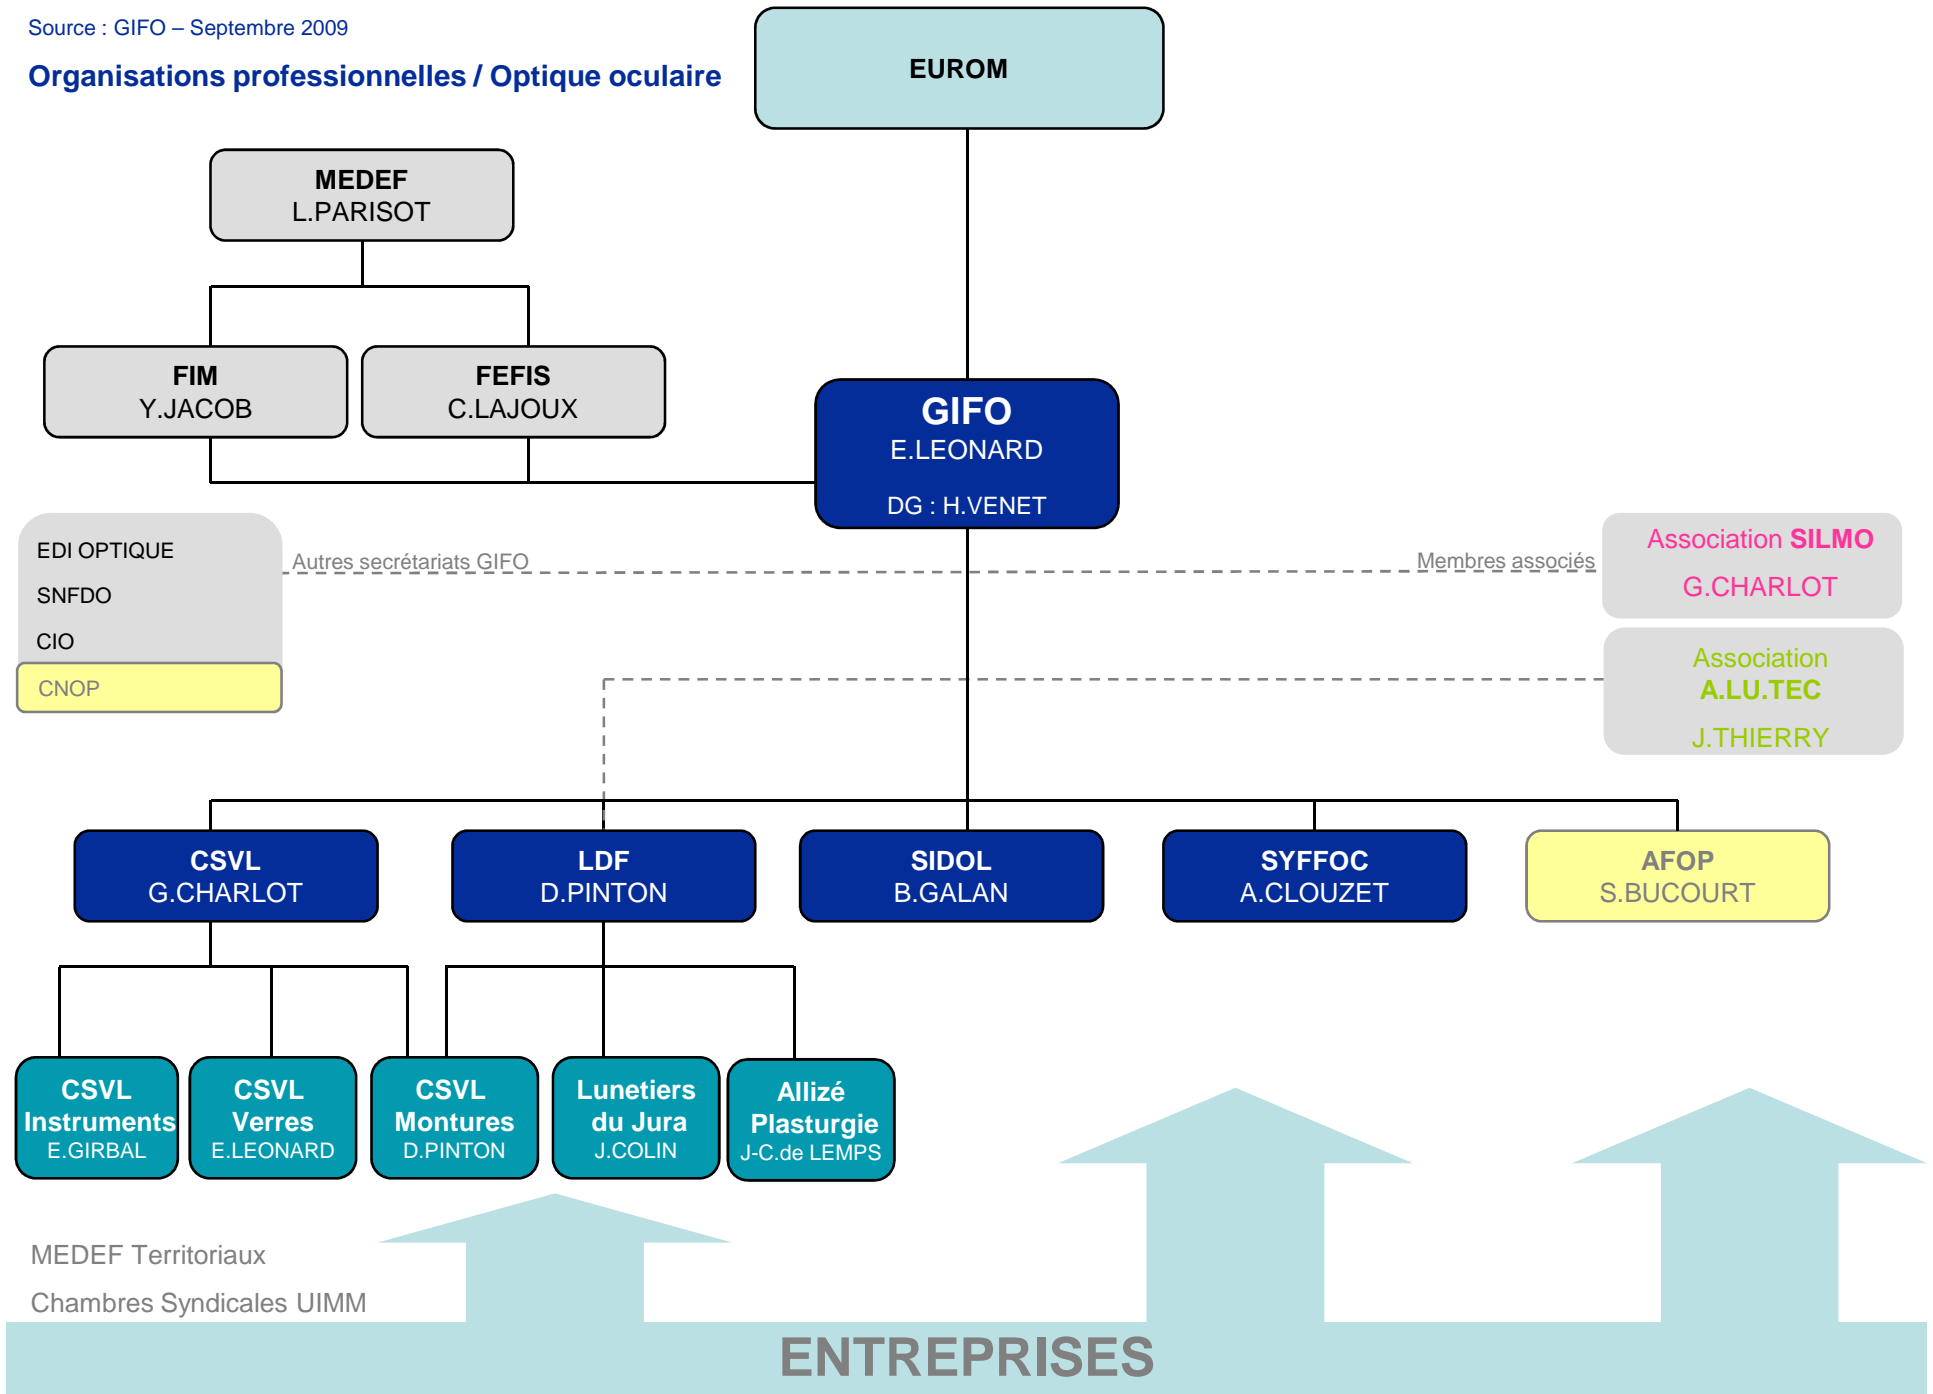 Source : GIFO – Septembre 2009
Organisations professionnelles / Optique oculaire
EUROM
MEDEF
L.PARISOT
FIM
Y.JACOB
FEFIS
C.LAJOUX
GIFO
E.LEONARD
DG : H.VENET
EDI OPTIQUE
SNFDO
CIO
CNOP
Autres secrétariats GIFO
Membres associés
Association SILMO
G.CHARLOT
Association
A.LU.TEC
J.THIERRY
CSVL
G.CHARLOT
LDF
D.PINTON
SIDOL
B.GALAN
SYFFOC
A.CLOUZET
AFOP
S.BUCOURT
CSVL
Instruments
E.GIRBAL
CSVL
Verres
E.LEONARD
CSVL
Montures
D.PINTON
Lunetiers
du Jura
J.COLIN
Allizé
Plasturgie
J-C.de LEMPS
MEDEF Territoriaux
Chambres Syndicales UIMM
ENTREPRISES